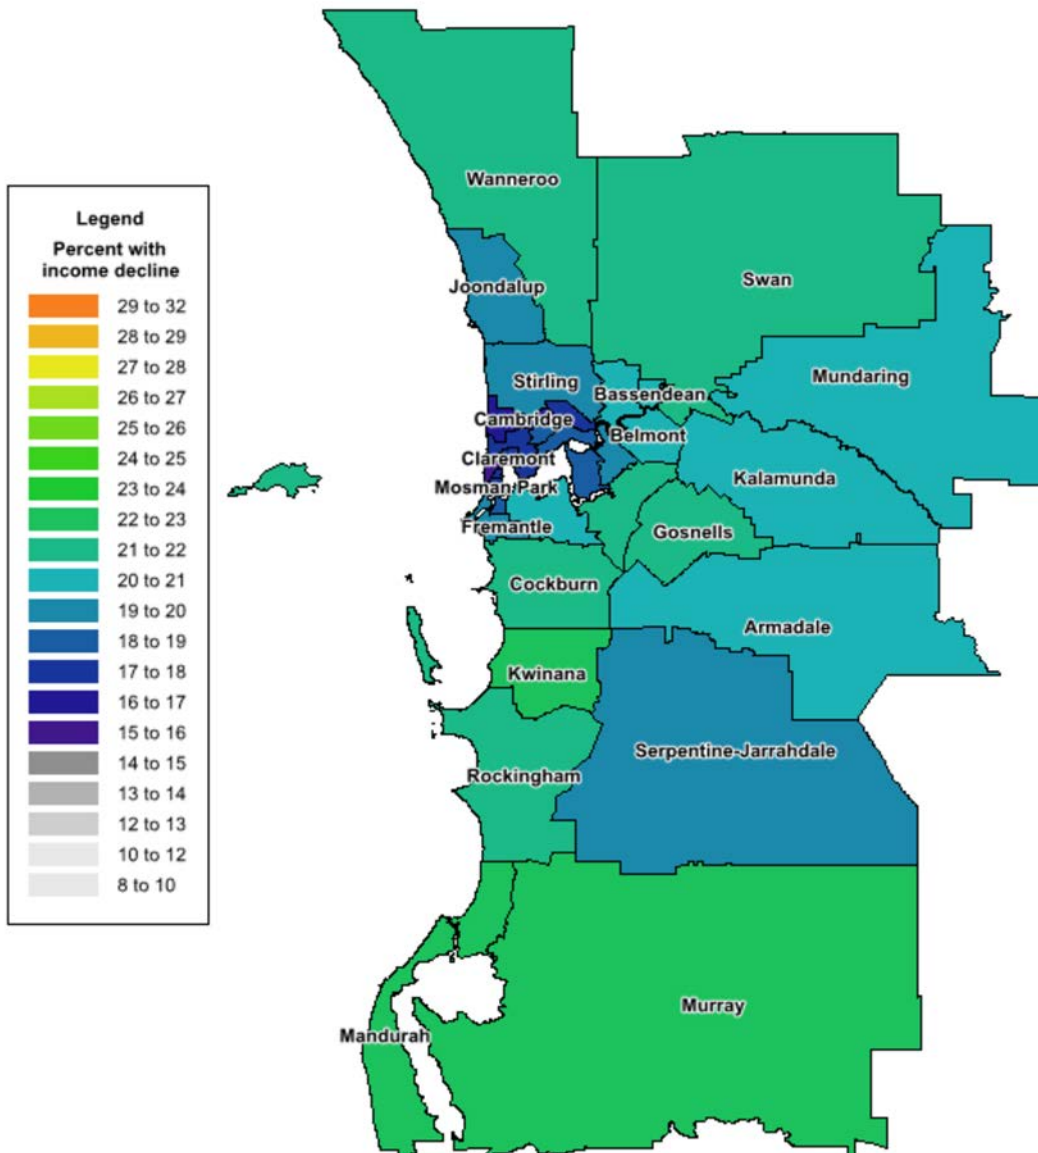 Wanneroo
Legend
Percent with
income decline
29 to 32
28 to 29
27 to 28
26 to 27
25 to 26
24 to 25
23 to 24
22 to 23
21 to 22
20 to 21
19 to 20
18 to 19
17 to 18
16 to 17
15 to 16
14 to 15
13 to 14
12 to 13
10 to 12
8 to 10
Swan
Joondalup
Mundaring
Stirling
Bassendean
Cambridge
Belmont
Claremont
Kalamunda
Mosman Park
Fremantle
Gosnells
Cockburn
Armadale
Kwinana
Serpentine-Jarrahdale
Rockingham
Murray
Mandurah